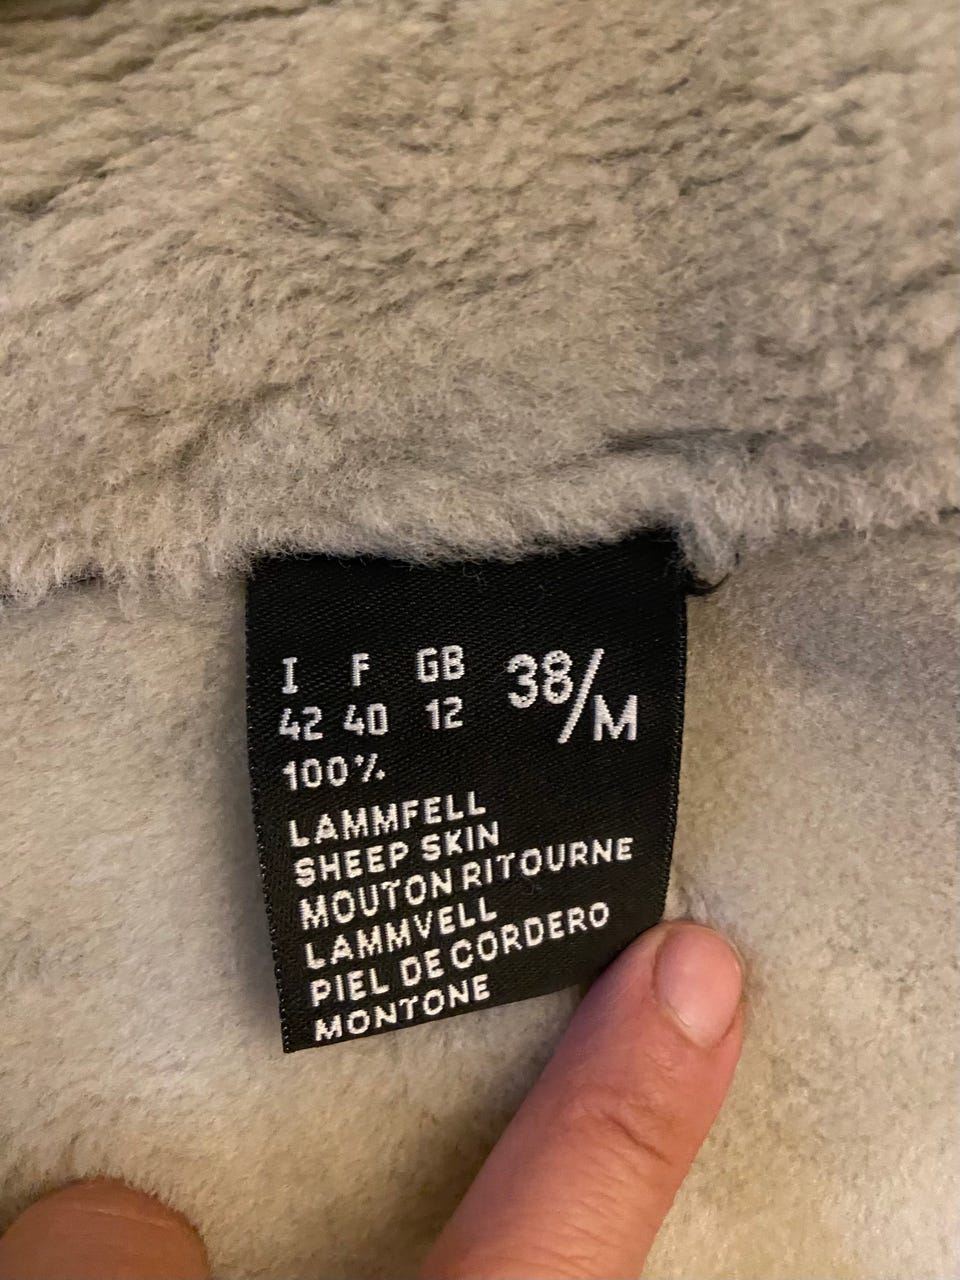 I F GB 38/M
42 40 12
100%
LAMMFELL
SHEEP SKIN
MOUTON RITOURNE
LAMMVELL
PIEL DE CORDERO
MONTONE